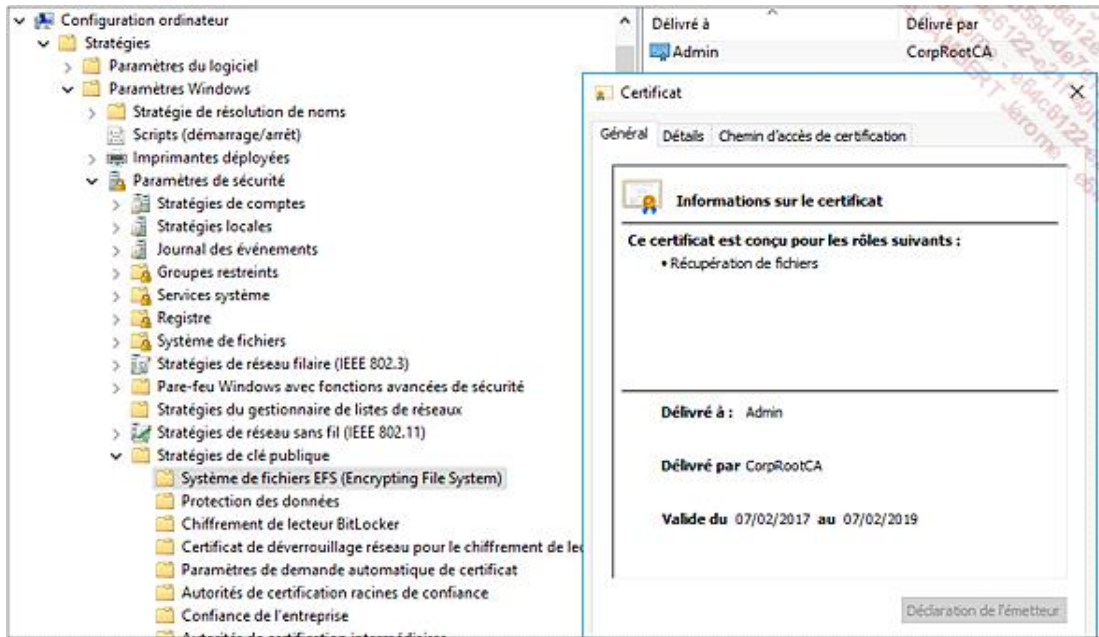 Configuration ordinateur
Stratégies
Paramètres du logiciel
Paramètres Windows
Stratégie de résolution de noms
Scripts (démarrage/arrêt)
Imprimantes déployées
Paramètres de sécurité
Stratégies de comptes
Stratégies locales
Journal des événements
Groupes restreints
Services système
Registre
Système de fichiers
Stratégies de réseau filaire (IEEE 802.3)
Pare-feu Windows avec fonctions avancées de sécurité
Stratégies du gestionnaire de listes de réseaux
Stratégies de réseau sans fil (IEEE 802.11)
Stratégies de clé publique
Système de fichiers EFS (Encrypting File System)
Protection des données
Chiffrement de lecteur BitLocker
Certificat de déverrouillage réseau pour le chiffrement de lec
Paramètres de demande automatique de certificat
Autorités de certification racines de confiance
Confiance de l'entreprise
Autorités de certification intermédiaires
Délivré à Délivré par
Admin CorpRootCA
Certificat
Général Détails Chemin d'accès de certification
Informations sur le certificat
Ce certificat est conçu pour les rôles suivants :
• Récupération de fichiers
Délivré à : Admin
Délivré par CorpRootCA
Valide du 07/02/2017 au 07/02/2019
Déclaration de l'émetteur